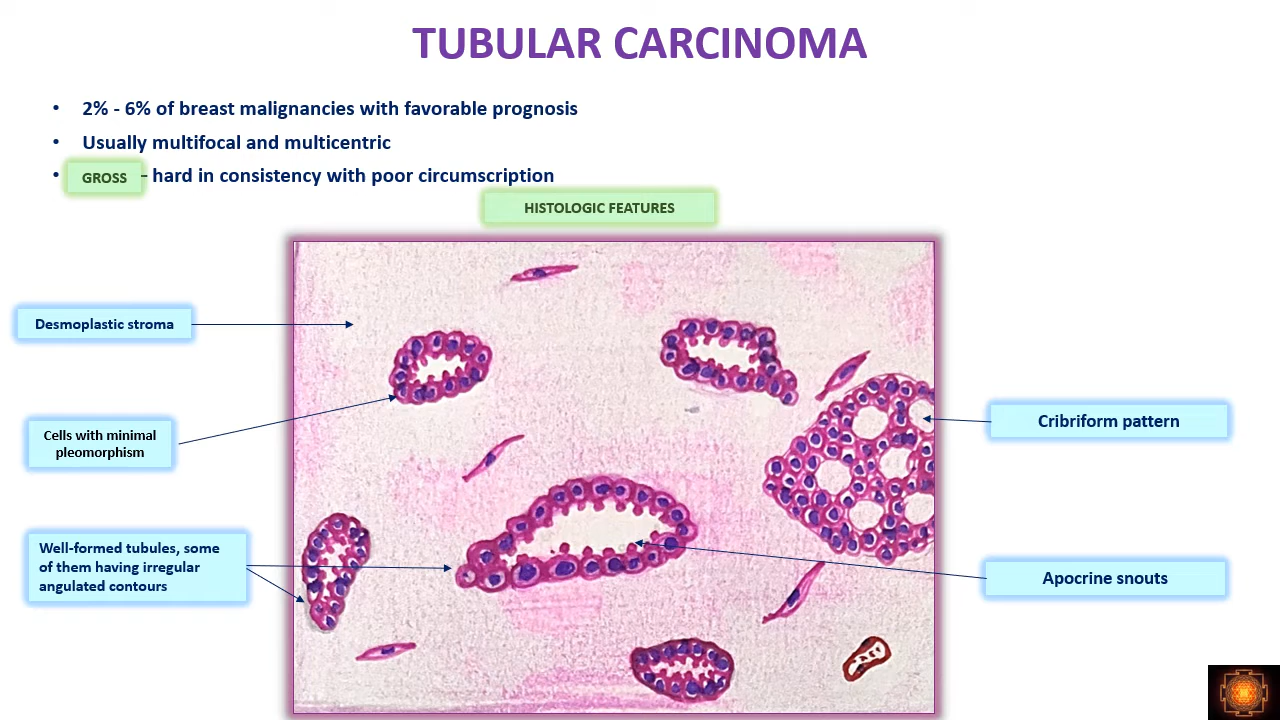 TUBULAR CARCINOMA
• 2% - 6% of breast malignancies with favorable prognosis
• Usually multifocal and multicentric
• GROSS - hard in consistency with poor circumscription
HISTOLOGIC FEATURES
Desmoplastic stroma
Cells with minimal
pleomorphism
Well-formed tubules, some
of them having irregular
angulated contours
Cribriform pattern
Apocrine snouts